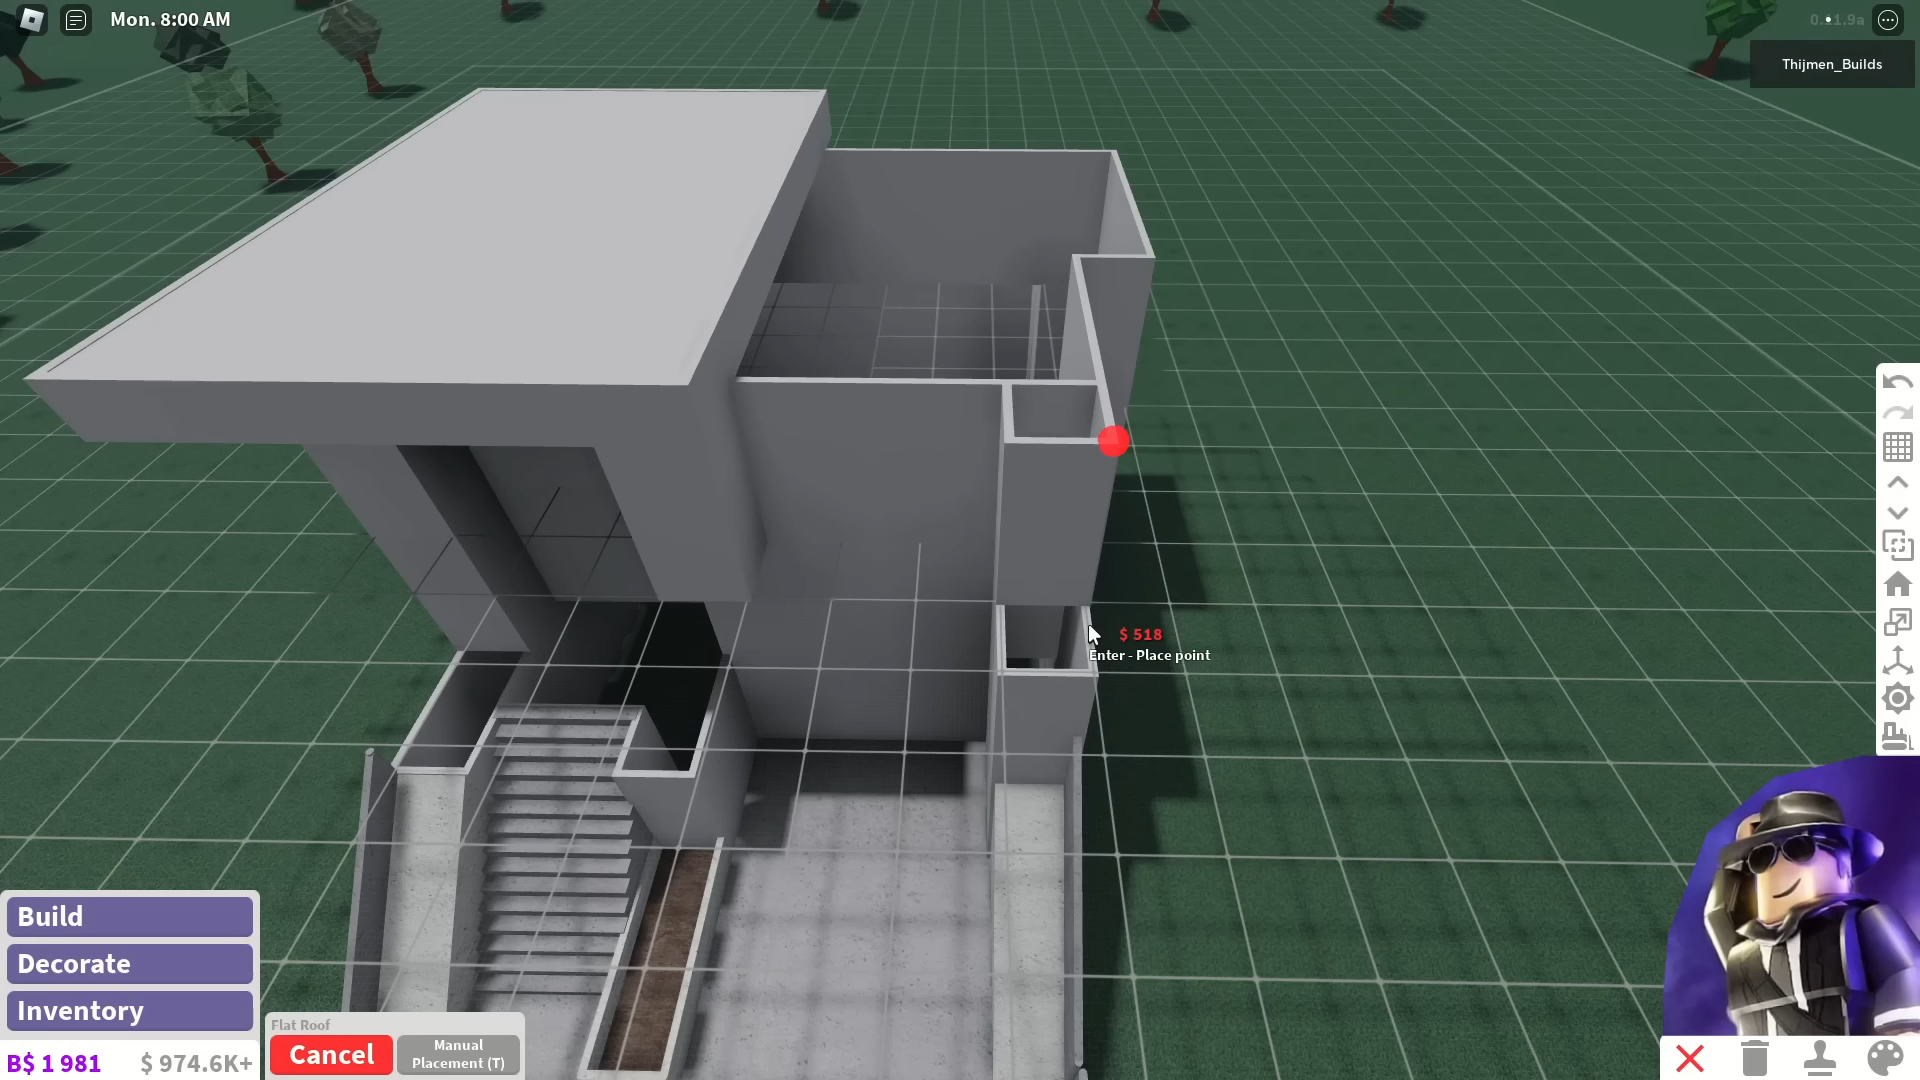 Mon. 8:00 AM
Thijmen_Builds
$ 518
Enter - Place point
Build
Decorate
Inventory
B$ 1 981
$ 974.6K+
Flat Roof
Cancel
Manual
Placement (T)